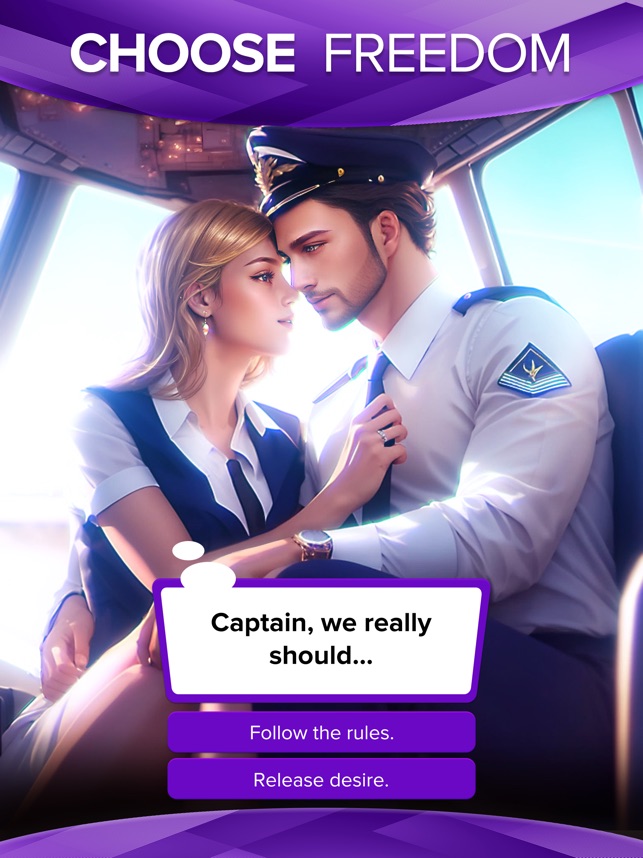 CHOOSE FREEDOM
Captain, we really
should...
Follow the rules.
Release desire.